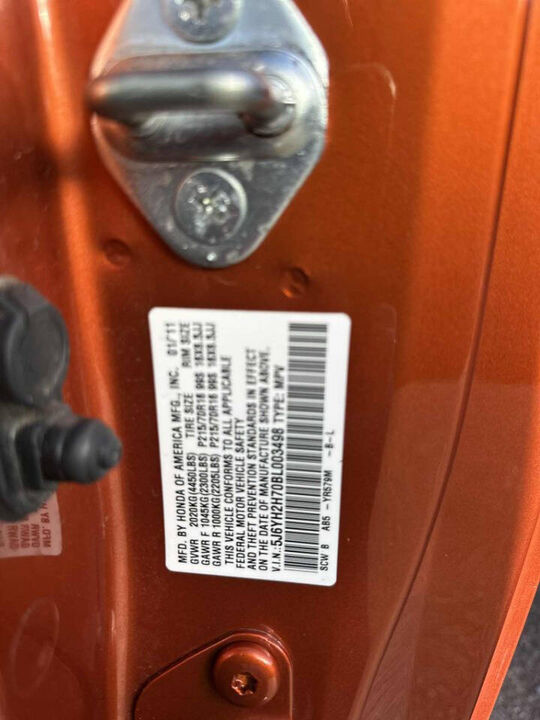 MFD. BY HONDA OF AMERICA MFG., INC. 01/'11
TIRE SIZE RIM SIZE
GVWR 2020KG(4450LBS)
GAWR F 1045KG(2300LBS) P215/70R16 99S 16X6.5JJ
GAWR R 1000KG(2205LBS) P215/70R16 99S 16X6.5JJ
THIS VEHICLE CONFORMS TO ALL APPLICABLE
FEDERAL MOTOR VEHICLE SAFETY
AND THEFT PREVENTION STANDARDS IN EFFECT
ON THE DATE OF MANUFACTURE SHOWN ABOVE.
V.I.N.:5J6YH2H70BL003498 TYPE: MPV
SCW B AB5 -YR579M -B-L